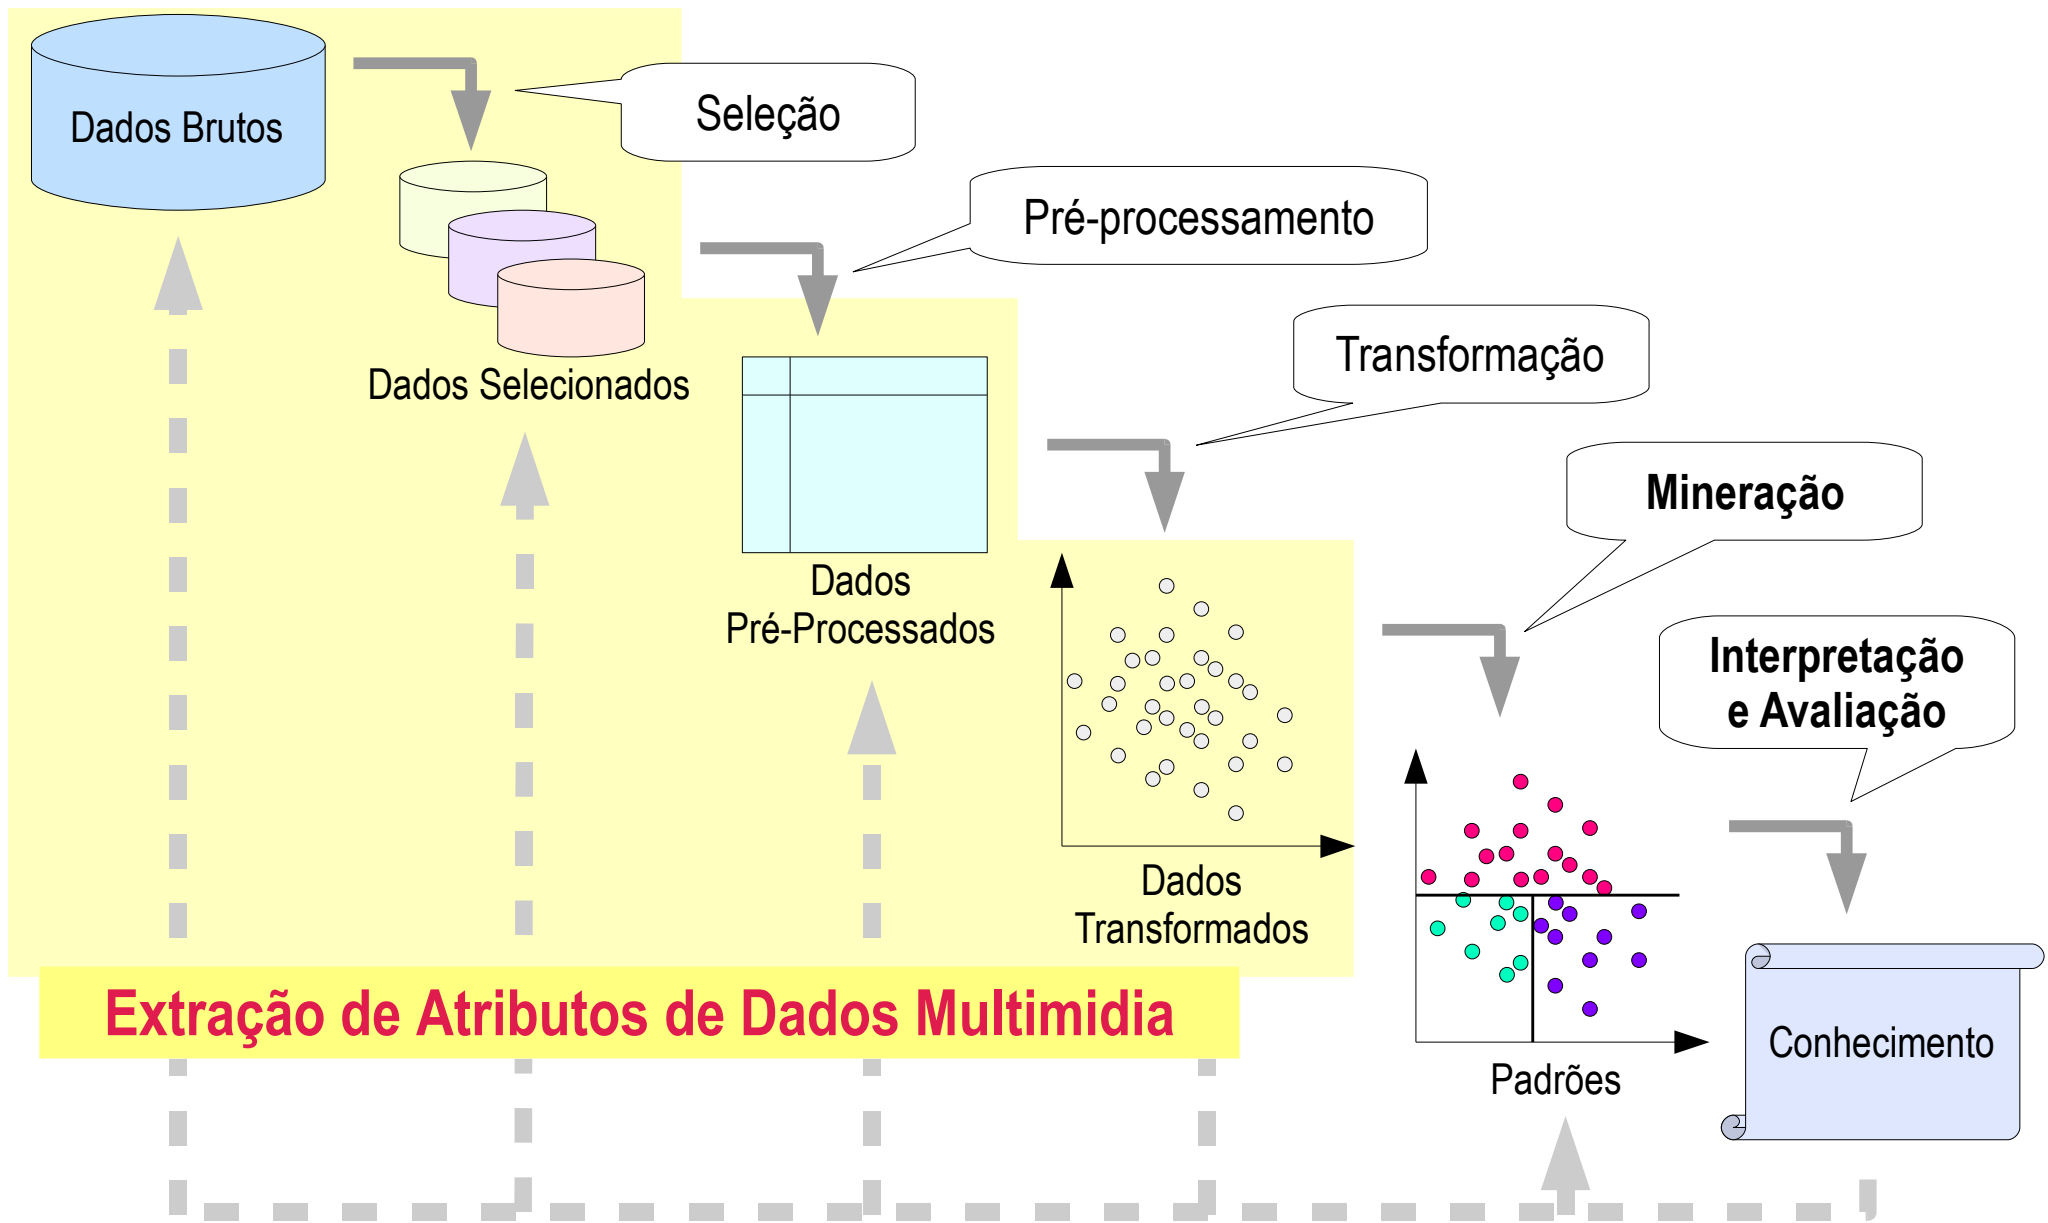 Dados Brutos
Seleção
Dados Selecionados
Pré-processamento
Dados
Pré-Processados
Transformação
Dados
Transformados
Mineração
Padrões
Interpretação
e Avaliação
Conhecimento
Extração de Atributos de Dados Multimidia